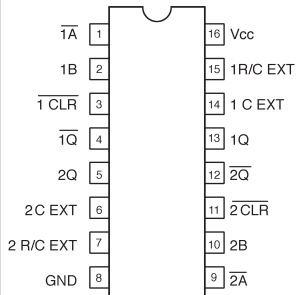 1A̅ 1 16 Vcc
1B 2 15 1R/C EXT
1 CLR 3 14 1 C EXT
1Q̅ 4 13 1Q
2Q 5 12 2Q̅
2 C EXT 6 11 2 CLR
2 R/C EXT 7 10 2B
GND 8 9 2A̅